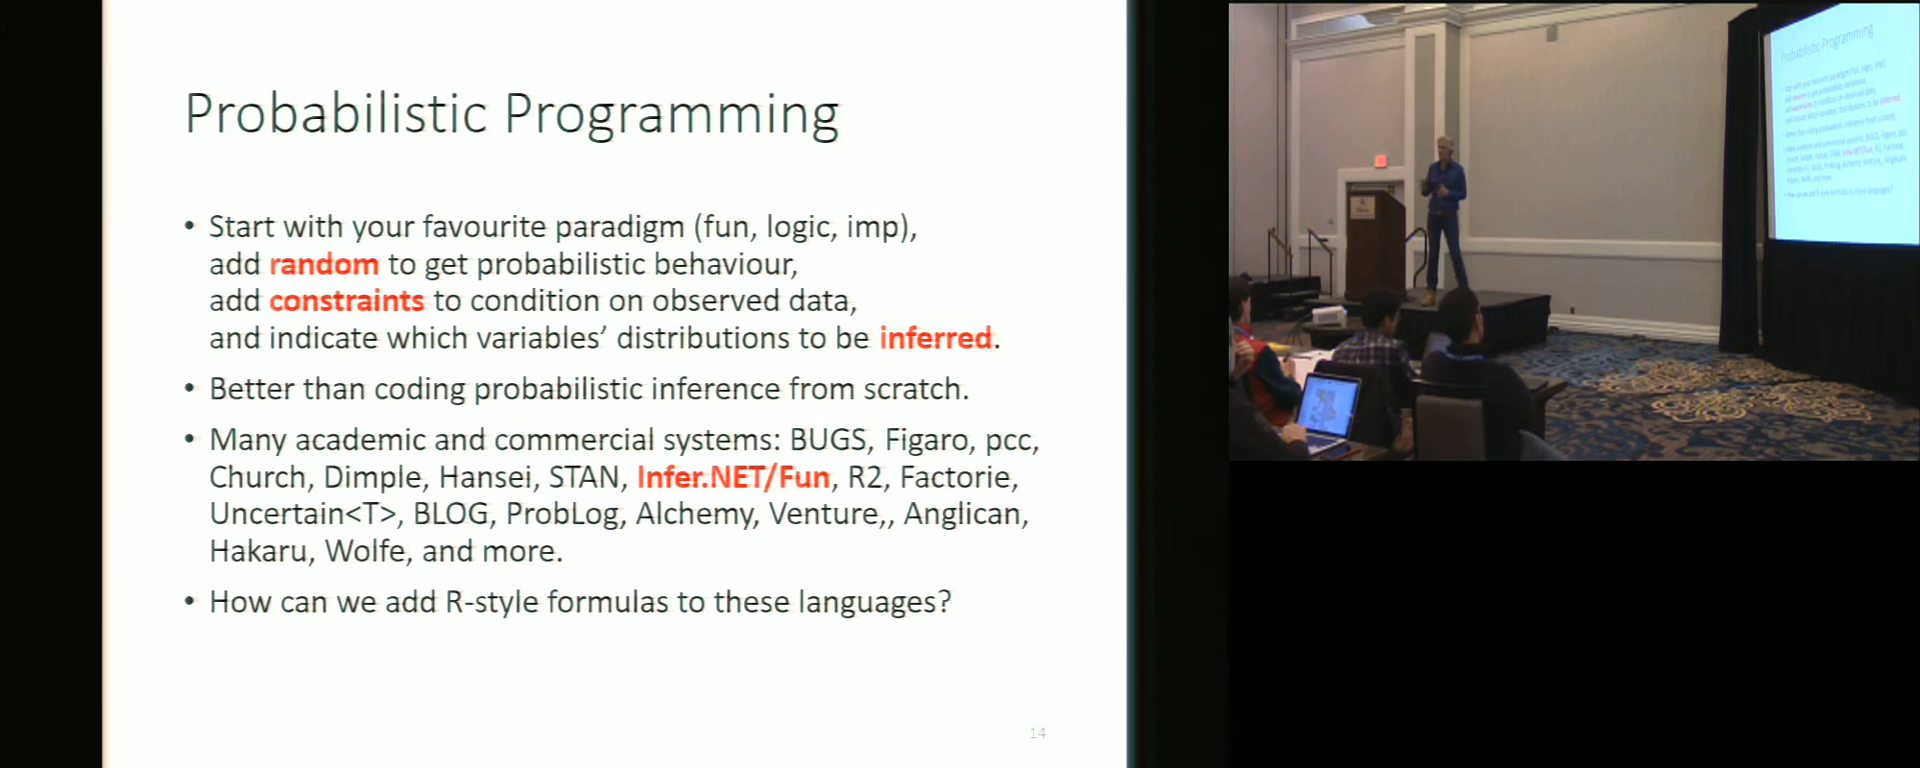 Probabilistic Programming
• Start with your favourite paradigm (fun, logic, imp),
add random to get probabilistic behaviour,
add constraints to condition on observed data,
and indicate which variables’ distributions to be inferred.
• Better than coding probabilistic inference from scratch.
• Many academic and commercial systems: BUGS, Figaro, pcc,
Church, Dimple, Hansei, STAN, Infer.NET/Fun, R2, Factorie,
Uncertain<T>, BLOG, ProbLog, Alchemy, Venture,, Anglican,
Hakaru, Wolfe, and more.
• How can we add R-style formulas to these languages?
14
Probabilistic Programming